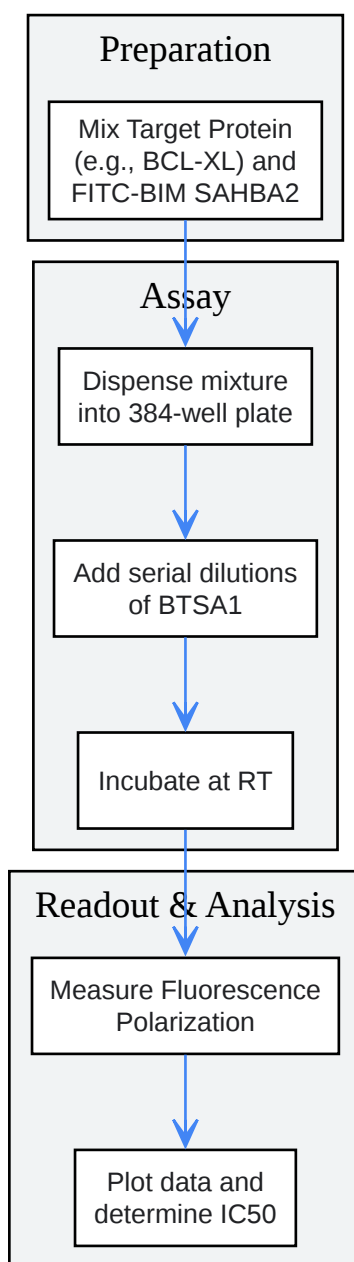 Preparation
Mix Target Protein
(e.g., BCL-XL) and
FITC-BIM SAHBA2
Assay
Dispense mixture
into 384-well plate
Add serial dilutions
of BTSA1
Incubate at RT
Readout & Analysis
Measure Fluorescence
Polarization
Plot data and
determine IC50